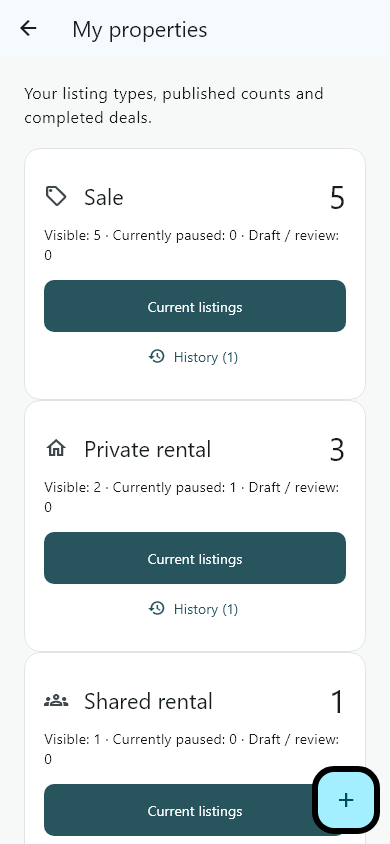 My properties
Your listing types, published counts and
completed deals.
Sale 5
Visible: 5 · Currently paused: 0 · Draft / review:
0
Current listings
History (1)
Private rental 3
Visible: 2 · Currently paused: 1 · Draft / review:
0
Current listings
History (1)
Shared rental 1
Visible: 1 · Currently paused: 0 · Draft / review:
0
Current listings